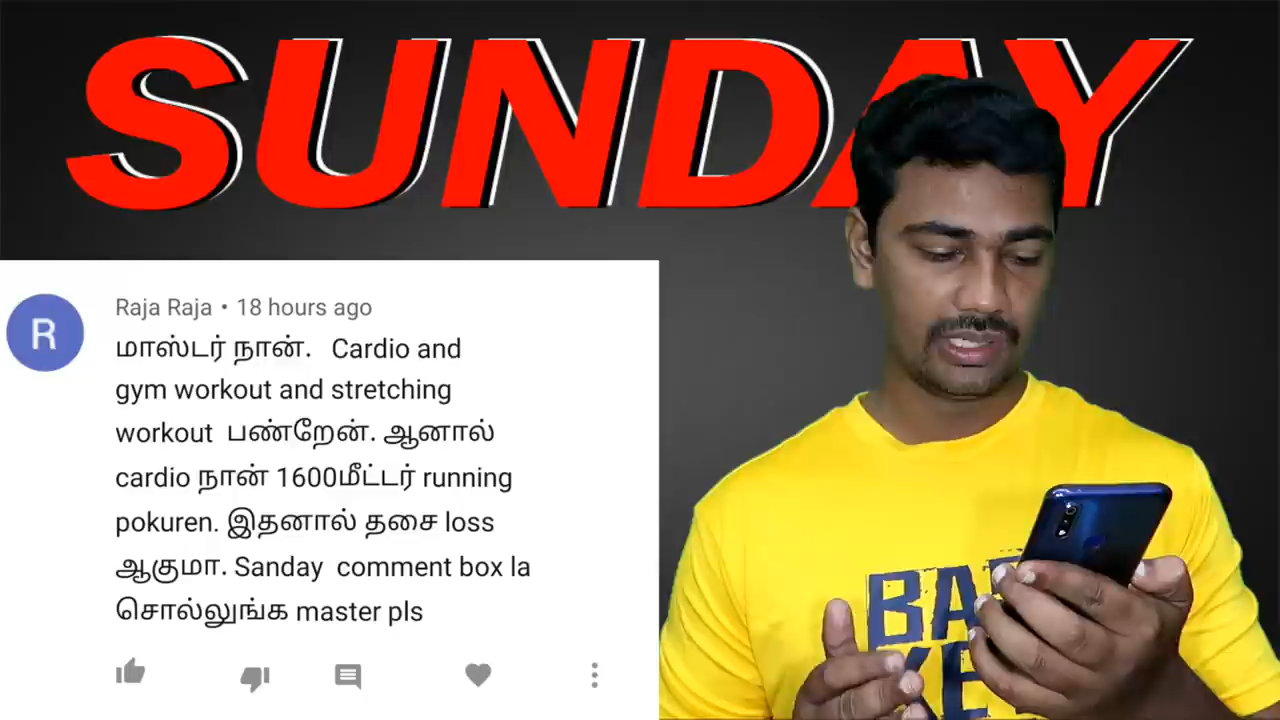 SUNDAY
R
Raja Raja • 18 hours ago
மாஸ்டர் நான். Cardio and
gym workout and stretching
workout பண்றேன். ஆனால்
cardio நான் 1600மீட்டர் running
pokuren. இதனால் தசை loss
ஆகுமா. Sanday comment box la
சொல்லுங்க master pls